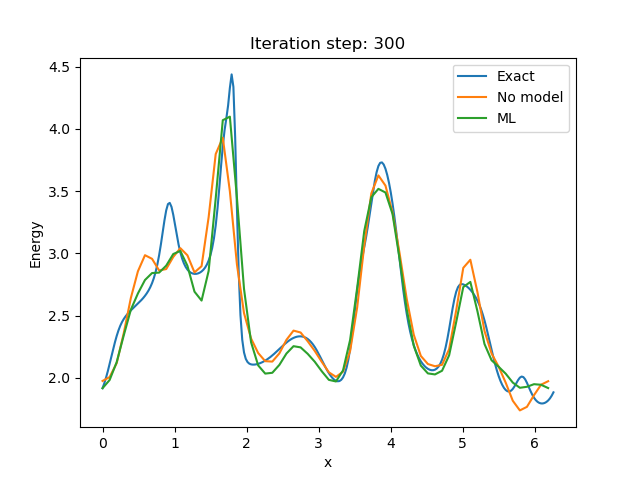 Iteration step: 300
Exact
No model
ML
Energy
4.5
4.0
3.5
3.0
2.5
2.0
0 1 2 3 4 5 6
x